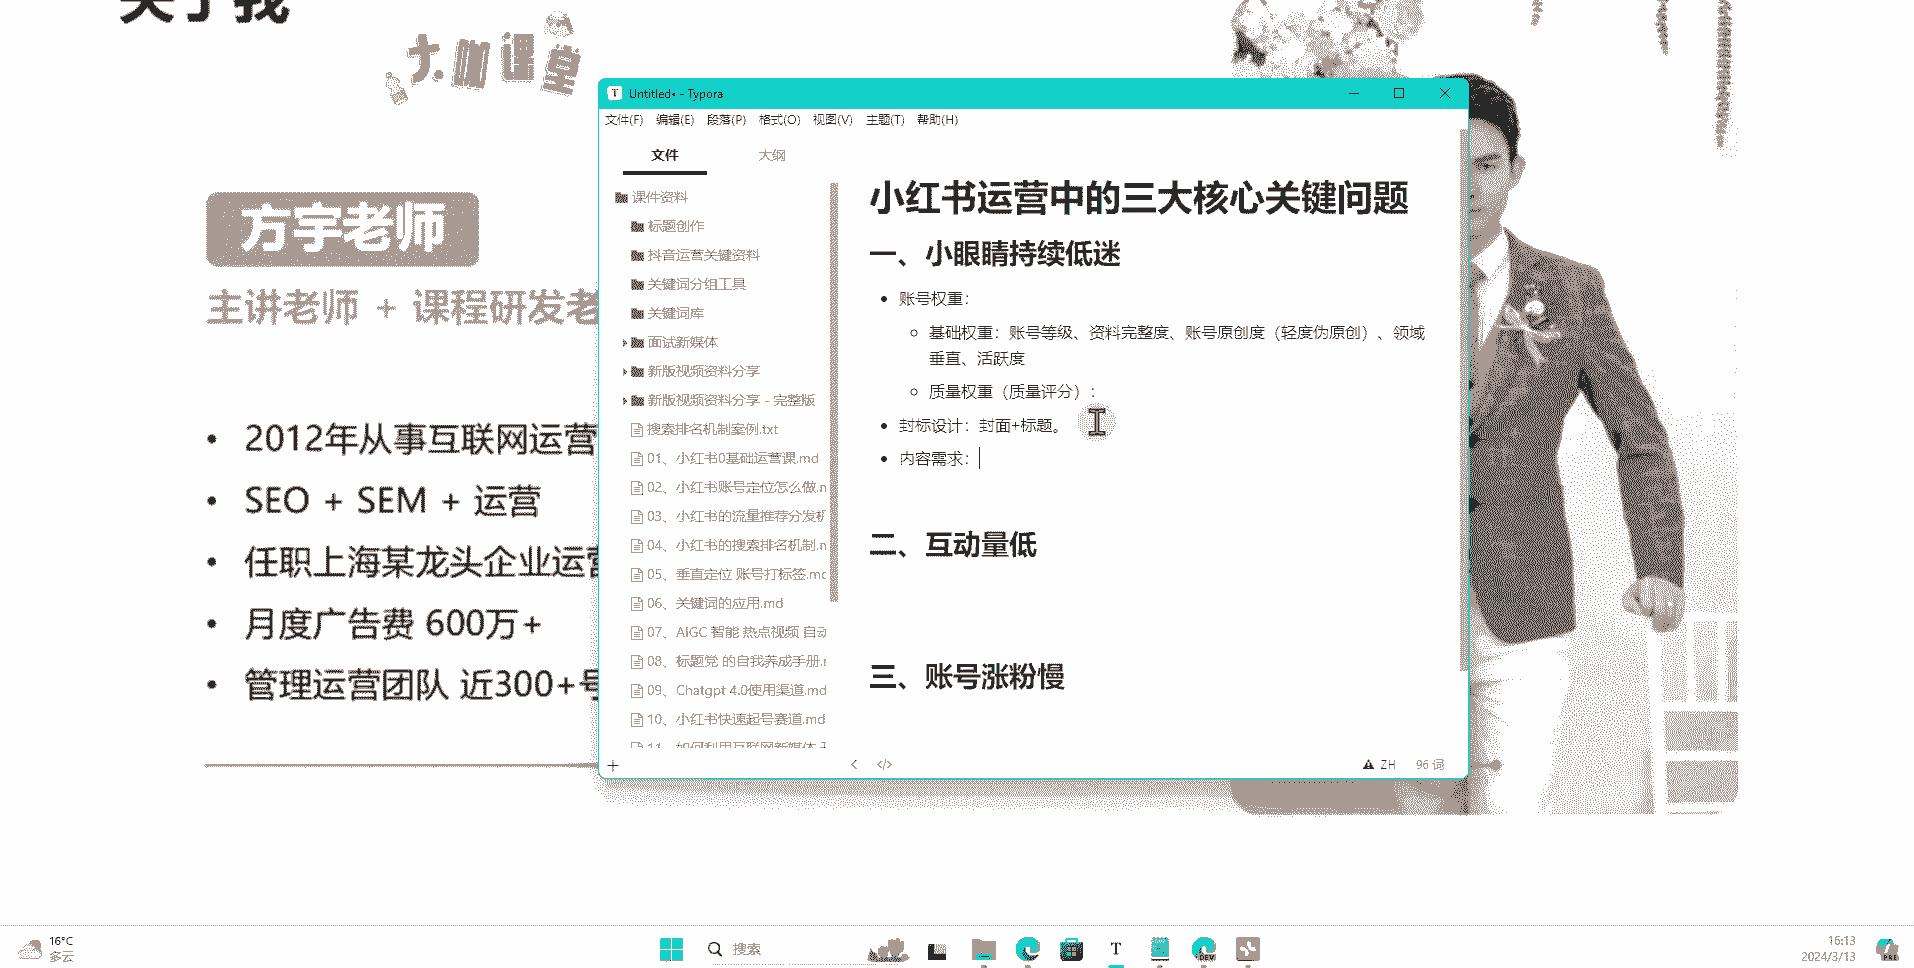 关于我
大咖课堂
方宇老师
主讲老师 + 课程研发老
2012年从事互联网运营
SEO + SEM + 运营
任职上海某龙头企业运营
月度广告费 600万+
管理运营团队 近300+号
Untitled• - Typora
文件(F) 编辑(E) 段落(P) 格式(O) 视图(V) 主题(T) 帮助(H)
文件 大纲
课件资料
标题创作
抖音运营关键资料
关键词分组工具
关键词库
面试新媒体
新版视频资料分享
新版视频资料分享 - 完整版
搜索排名机制案例.txt
01、小红书0基础运营课.md
02、小红书账号定位怎么做.m
03、小红书的流量推荐分发机
04、小红书的搜索排名机制.m
05、垂直定位 账号打标签.mc
06、关键词的应用.md
07、AIGC 智能 热点视频 自动
08、标题党 的自我养成手册.m
09、Chatgpt 4.0使用渠道.md
10、小红书快速起号赛道.md
11、如何利用互联网新媒体
小红书运营中的三大核心关键问题
一、小眼睛持续低迷
账号权重：
基础权重：账号等级、资料完整度、账号原创度（轻度伪原创）、领域
垂直、活跃度
质量权重（质量评分）：
封标设计：封面+标题。
内容需求：
二、互动量低
三、账号涨粉慢
ZH 96 词
16°C
多云
搜索
T
DEV
16:13
2024/3/13
PRE